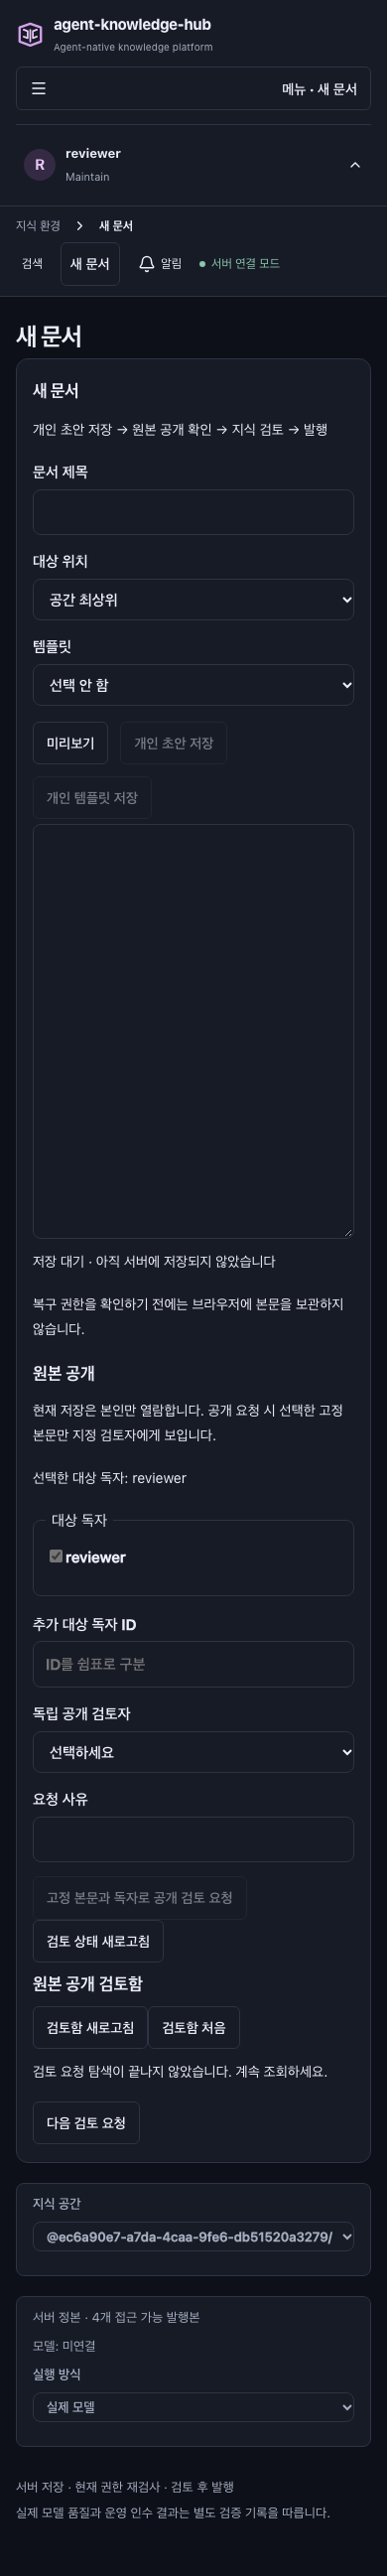 agent-knowledge-hub
Agent-native knowledge platform
메뉴 · 새 문서
R
reviewer
Maintain
지식 환경 > 새 문서
검색 새 문서 알림 서버 연결 모드
새 문서
새 문서
개인 초안 저장 → 원본 공개 확인 → 지식 검토 → 발행
문서 제목
대상 위치
공간 최상위
템플릿
선택 안 함
미리보기 개인 초안 저장
개인 템플릿 저장
저장 대기 · 아직 서버에 저장되지 않았습니다
복구 권한을 확인하기 전에는 브라우저에 본문을 보관하지
않습니다.
원본 공개
현재 저장은 본인만 열람합니다. 공개 요청 시 선택한 고정
본문만 지정 검토자에게 보입니다.
선택한 대상 독자: reviewer
대상 독자
reviewer
추가 대상 독자 ID
ID를 쉼표로 구분
독립 공개 검토자
선택하세요
요청 사유
고정 본문과 독자로 공개 검토 요청
검토 상태 새로고침
원본 공개 검토함
검토함 새로고침 검토함 처음
검토 요청 탐색이 끝나지 않았습니다. 계속 조회하세요.
다음 검토 요청
지식 공간
@ec6a90e7-a7da-4caa-9fe6-db51520a3279/
서버 정본 · 4개 접근 가능 발행본
모델: 미연결
실행 방식
실제 모델
서버 저장 · 현재 권한 재검사 · 검토 후 발행
실제 모델 품질과 운영 인수 결과는 별도 검증 기록을 따릅니다.